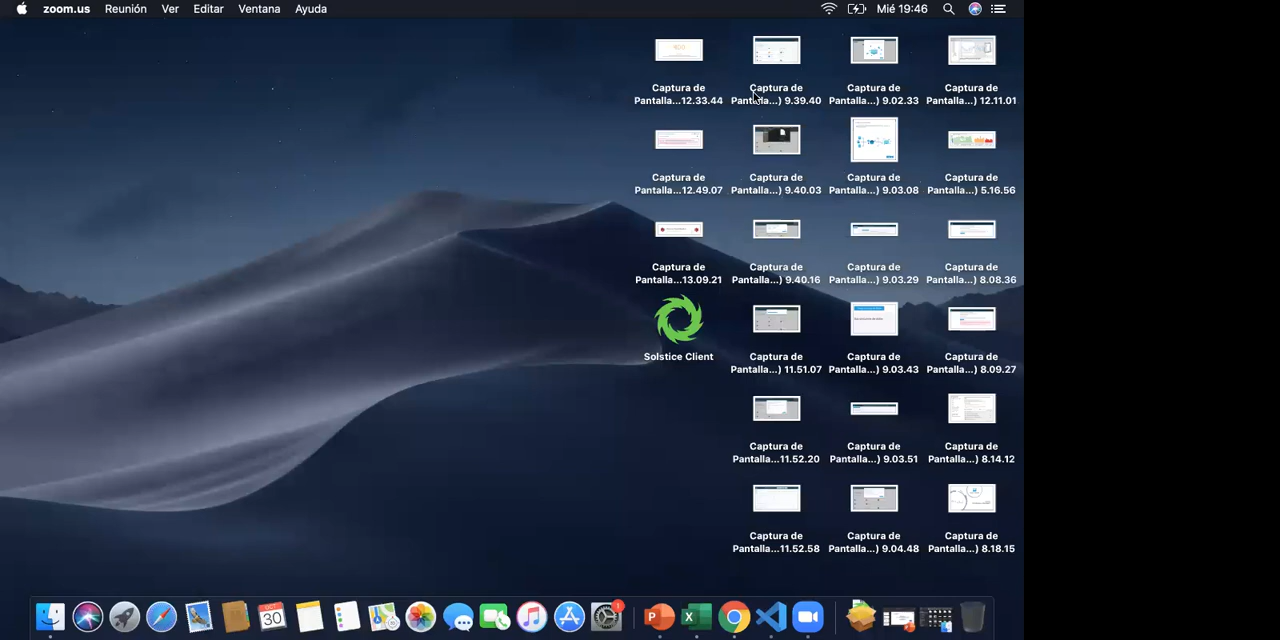 zoom.us Reunión Ver Editar Ventana Ayuda Mié 19:46
Captura de Pantalla...12.33.44
Captura de Pantalla...) 9.39.40
Captura de Pantalla...) 9.02.33
Captura de Pantalla...) 12.11.01
Captura de Pantalla...12.49.07
Captura de Pantalla...) 9.40.03
Captura de Pantalla...) 9.03.08
Captura de Pantalla...) 5.16.56
Captura de Pantalla...13.09.21
Captura de Pantalla...) 9.40.16
Captura de Pantalla...) 9.03.29
Captura de Pantalla...) 8.08.36
Solstice Client
Captura de Pantalla...) 11.51.07
Captura de Pantalla...) 9.03.43
Captura de Pantalla...) 8.09.27
Captura de Pantalla...11.52.20
Captura de Pantalla...) 9.03.51
Captura de Pantalla...) 8.14.12
Captura de Pantalla...11.52.58
Captura de Pantalla...) 9.04.48
Captura de Pantalla...) 8.18.15
OCT
30
1
P
X